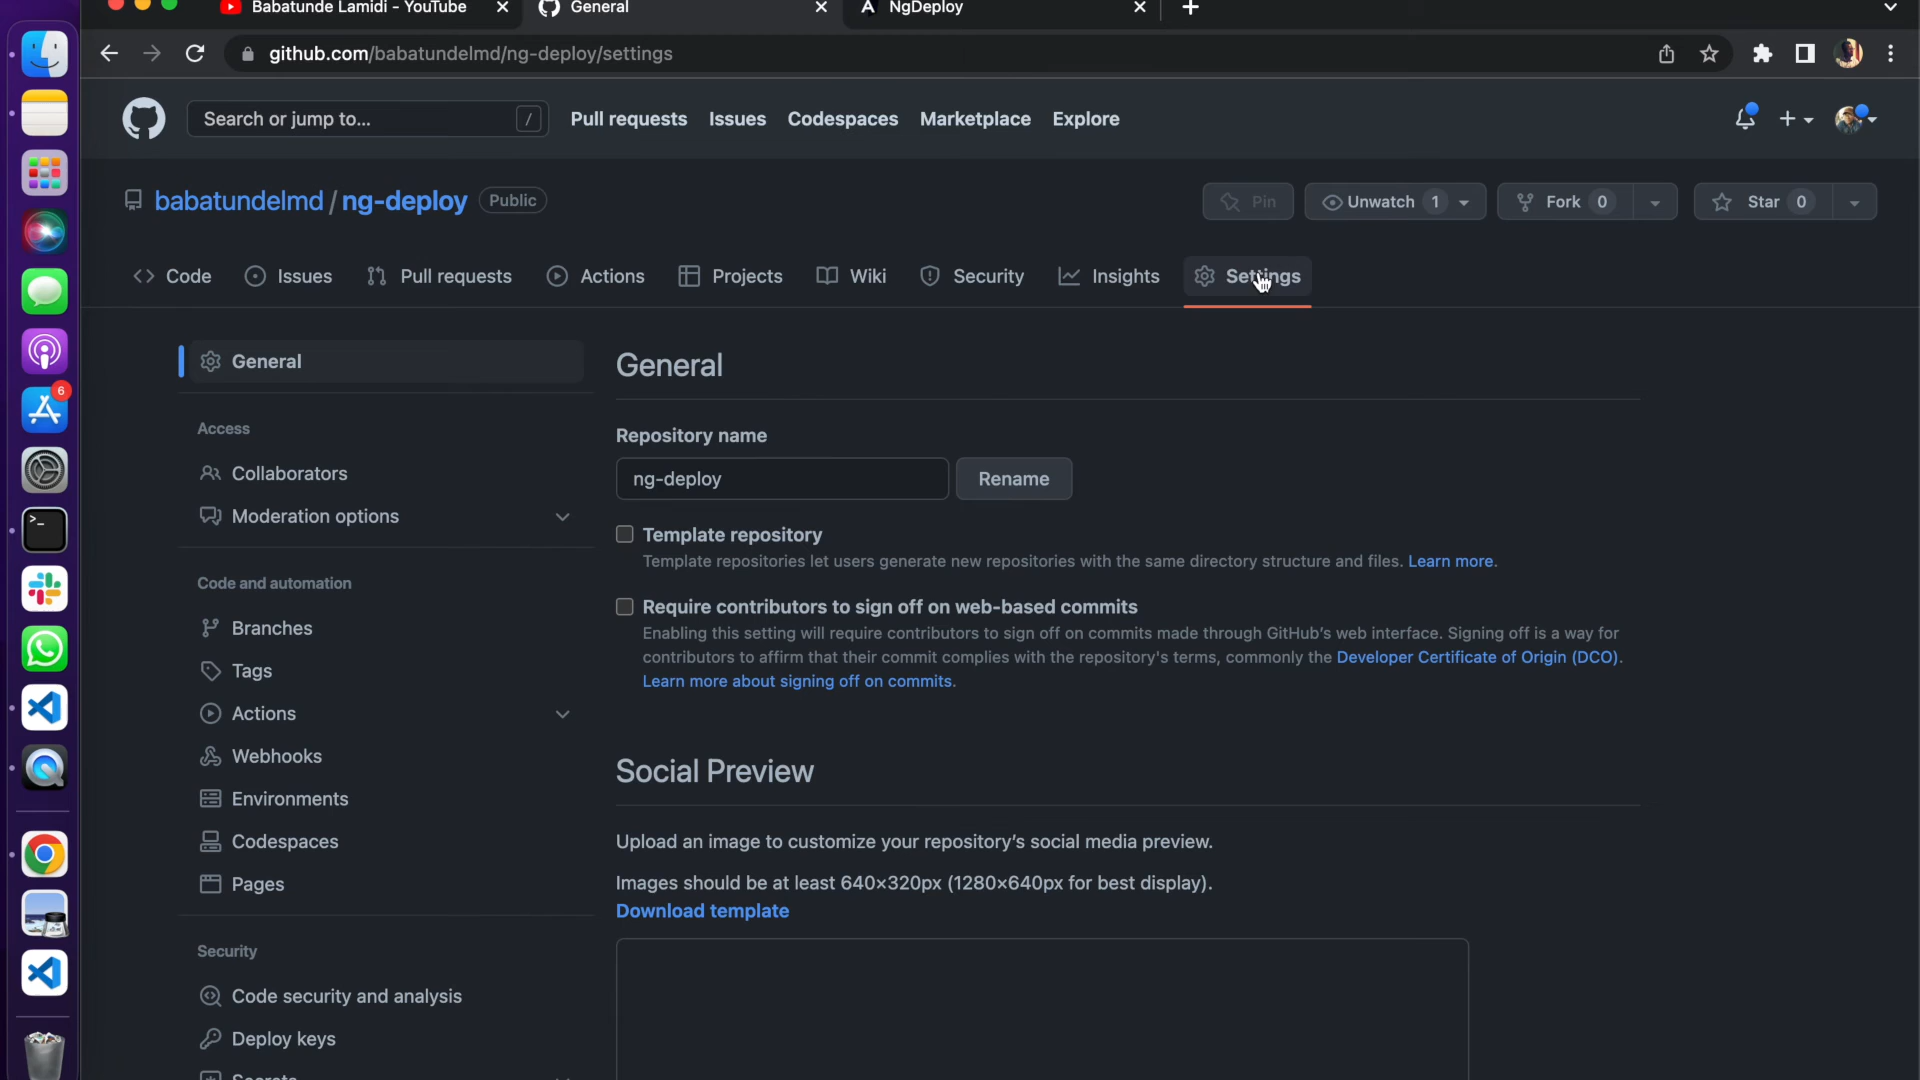 Babatunde Lamidi - YouTube
General
NgDeploy
github.com/babatundelmd/ng-deploy/settings
Search or jump to...
/
Pull requests
Issues
Codespaces
Marketplace
Explore
babatundelmd / ng-deploy
Public
Pin
Unwatch 1
Fork 0
Star 0
Code
Issues
Pull requests
Actions
Projects
Wiki
Security
Insights
Settings
6
General
Access
Collaborators
Moderation options
Code and automation
Branches
Tags
Actions
Webhooks
Environments
Codespaces
Pages
Security
Code security and analysis
Deploy keys
Secrets
General
Repository name
ng-deploy
Rename
Template repository
Template repositories let users generate new repositories with the same directory structure and files. Learn more.
Require contributors to sign off on web-based commits
Enabling this setting will require contributors to sign off on commits made through GitHub's web interface. Signing off is a way for
contributors to affirm that their commit complies with the repository's terms, commonly the Developer Certificate of Origin (DCO).
Learn more about signing off on commits.
Social Preview
Upload an image to customize your repository's social media preview.
Images should be at least 640×320px (1280×640px for best display).
Download template